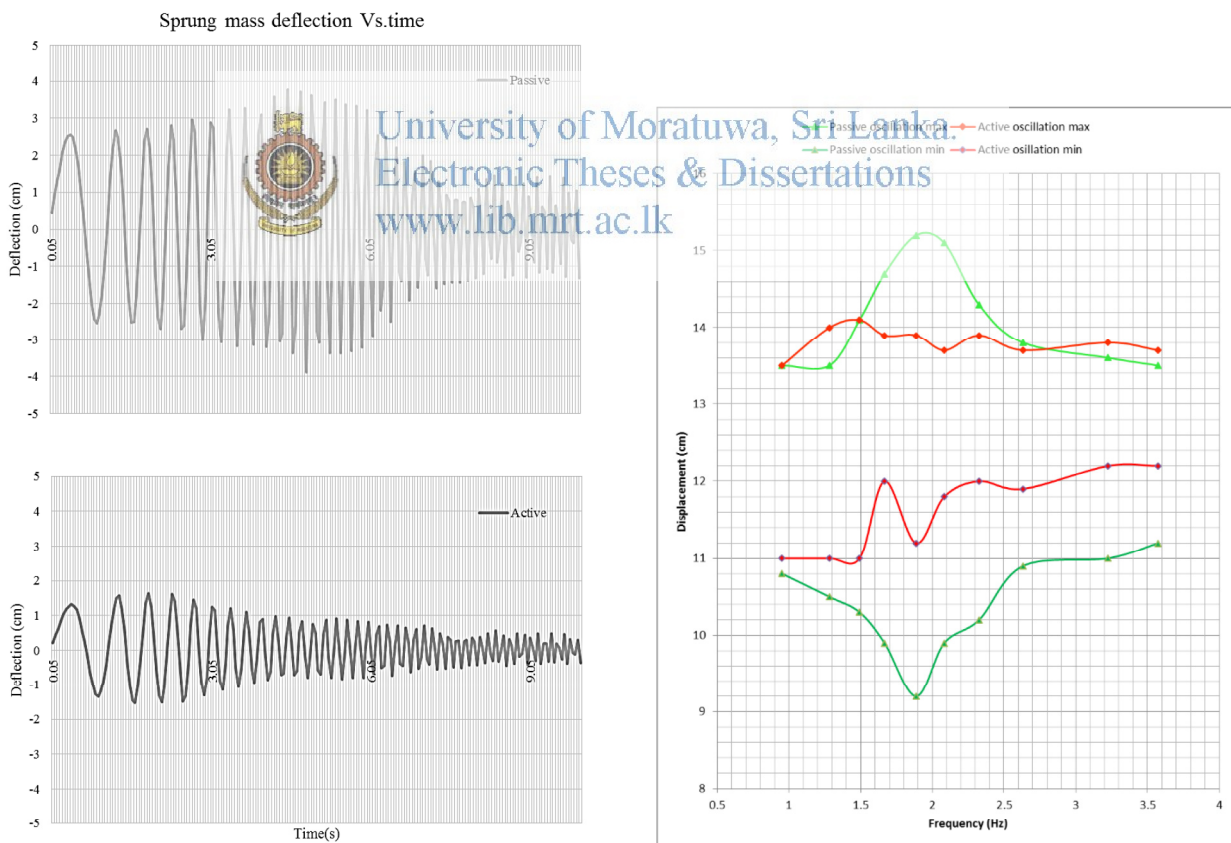 Sprung mass deflection Vs.time
5
4
3
2
1
0
-1
-2
-3
-4
-5
Deflection (cm)
0.05
3.05
6.05
9.05
Passive
University of Moratuwa, Sri Lanka.
Electronic Theses & Dissertations
www.lib.mrt.ac.lk
5
4
3
2
1
0
-1
-2
-3
-4
-5
Deflection (cm)
0.05
3.05
6.05
9.05
Active
Time(s)
Passive oscillation max Active oscillation max
Passive oscillation min Active osillation min
16
15
14
13
12
11
10
9
8
Displacement (cm)
0.5 1 1.5 2 2.5 3 3.5 4
Frequency (Hz)